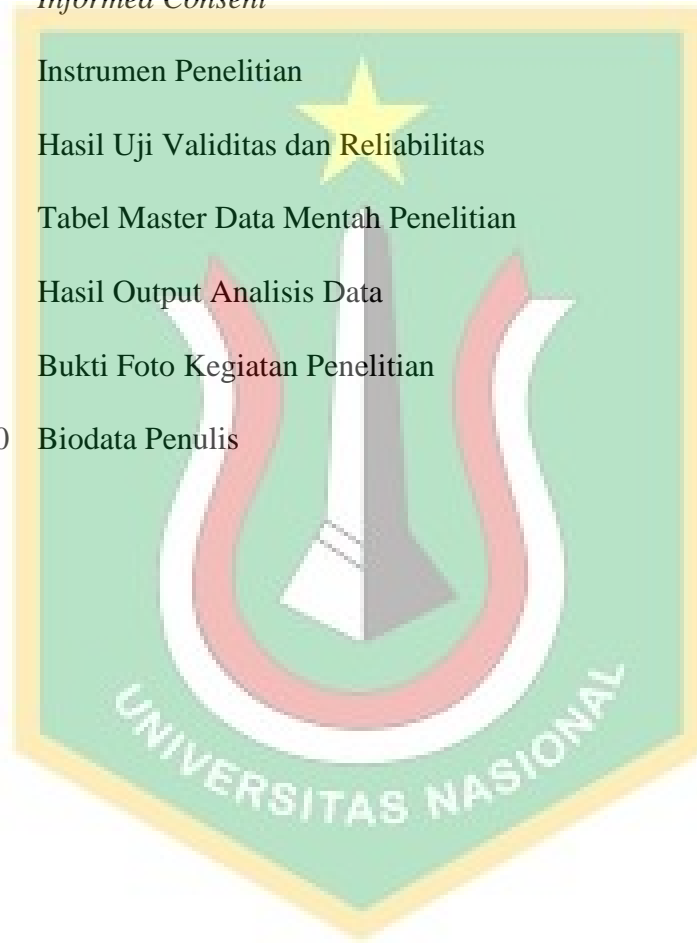 Informed Consent
Instrumen Penelitian
Hasil Uji Validitas dan Reliabilitas
Tabel Master Data Mentah Penelitian
Hasil Output Analisis Data
Bukti Foto Kegiatan Penelitian
0 Biodata Penulis
UNIVERSITAS NASIONAL